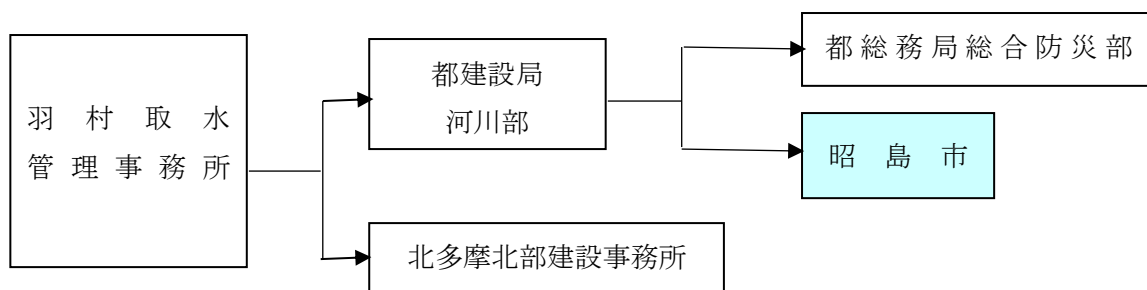 羽村取水
管理事務所
都建設局
河川部
都総務局総合防災部
昭島市
北多摩北部建設事務所